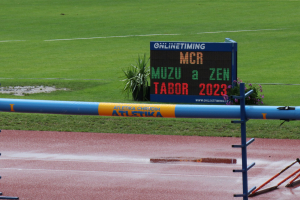 ONLINETIMING
MCR
MUZU a ZEN
TABOR 2023
ATLETIKA